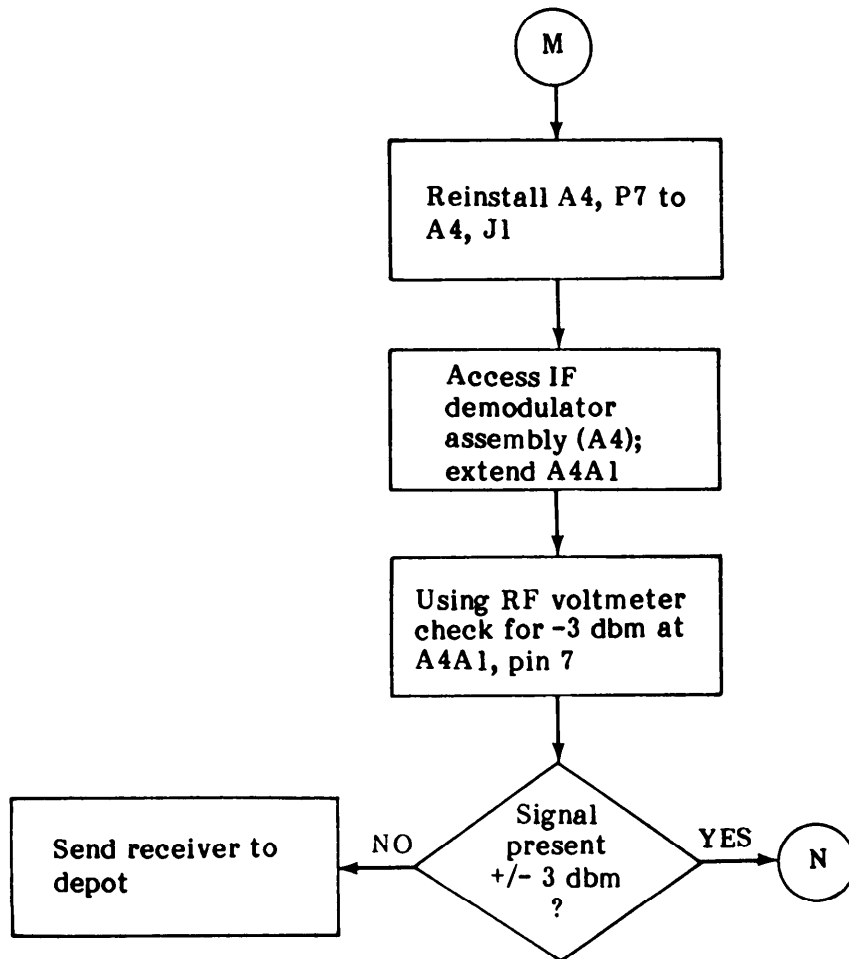 M
Reinstall A4, P7 to
A4, J1
Access IF
demodulator
assembly (A4);
extend A4A1
Using RF voltmeter
check for -3 dbm at
A4A1, pin 7
Signal
present
+/- 3 dbm
?
NO
YES
Send receiver to
depot
N